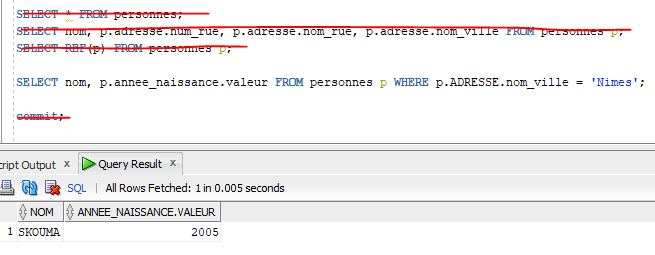 SELECT * FROM personnes;
SELECT nom, p.adresse.num_rue, p.adresse.nom_rue, p.adresse.nom_ville FROM personnes p;
SELECT REF(p) FROM personnes p;
SELECT nom, p.annee_naissance.valeur FROM personnes p WHERE p.ADRESSE.nom_ville = 'Nimes';
commit;
cript Output x Query Result x
SQL | All Rows Fetched: 1 in 0.005 seconds
NOM ANNEE_NAISSANCE.VALEUR
1 SKOUMA 2005